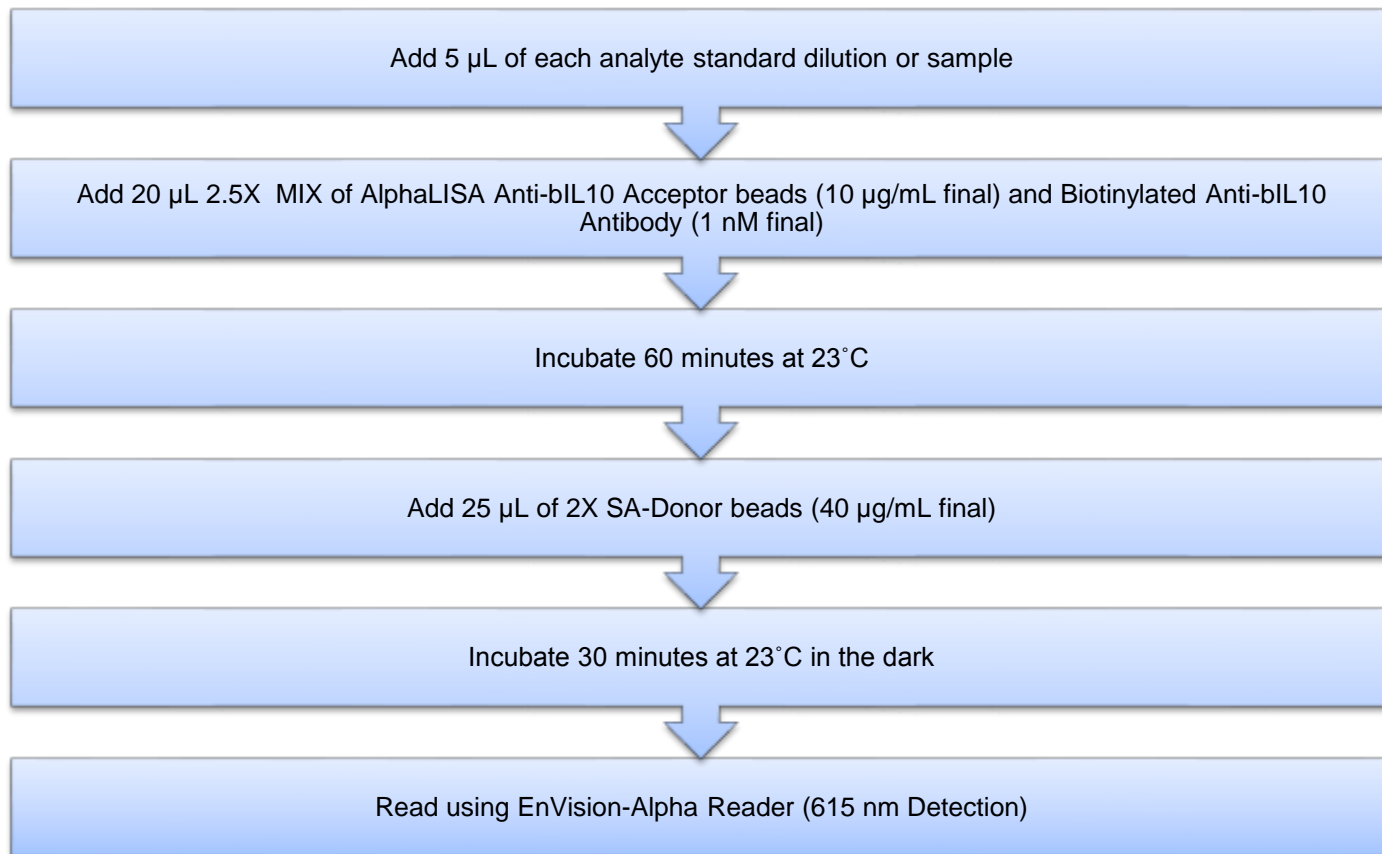 Add 5 µL of each analyte standard dilution or sample
Add 20 µL 2.5X  MIX of AlphaLISA Anti-bIL10 Acceptor beads (10 µg/mL final) and Biotinylated Anti-bIL10
Antibody (1 nM final)
Incubate 60 minutes at 23˚C
Add 25 µL of 2X SA-Donor beads (40 µg/mL final)
Incubate 30 minutes at 23˚C in the dark
Read using EnVision-Alpha Reader (615 nm Detection)